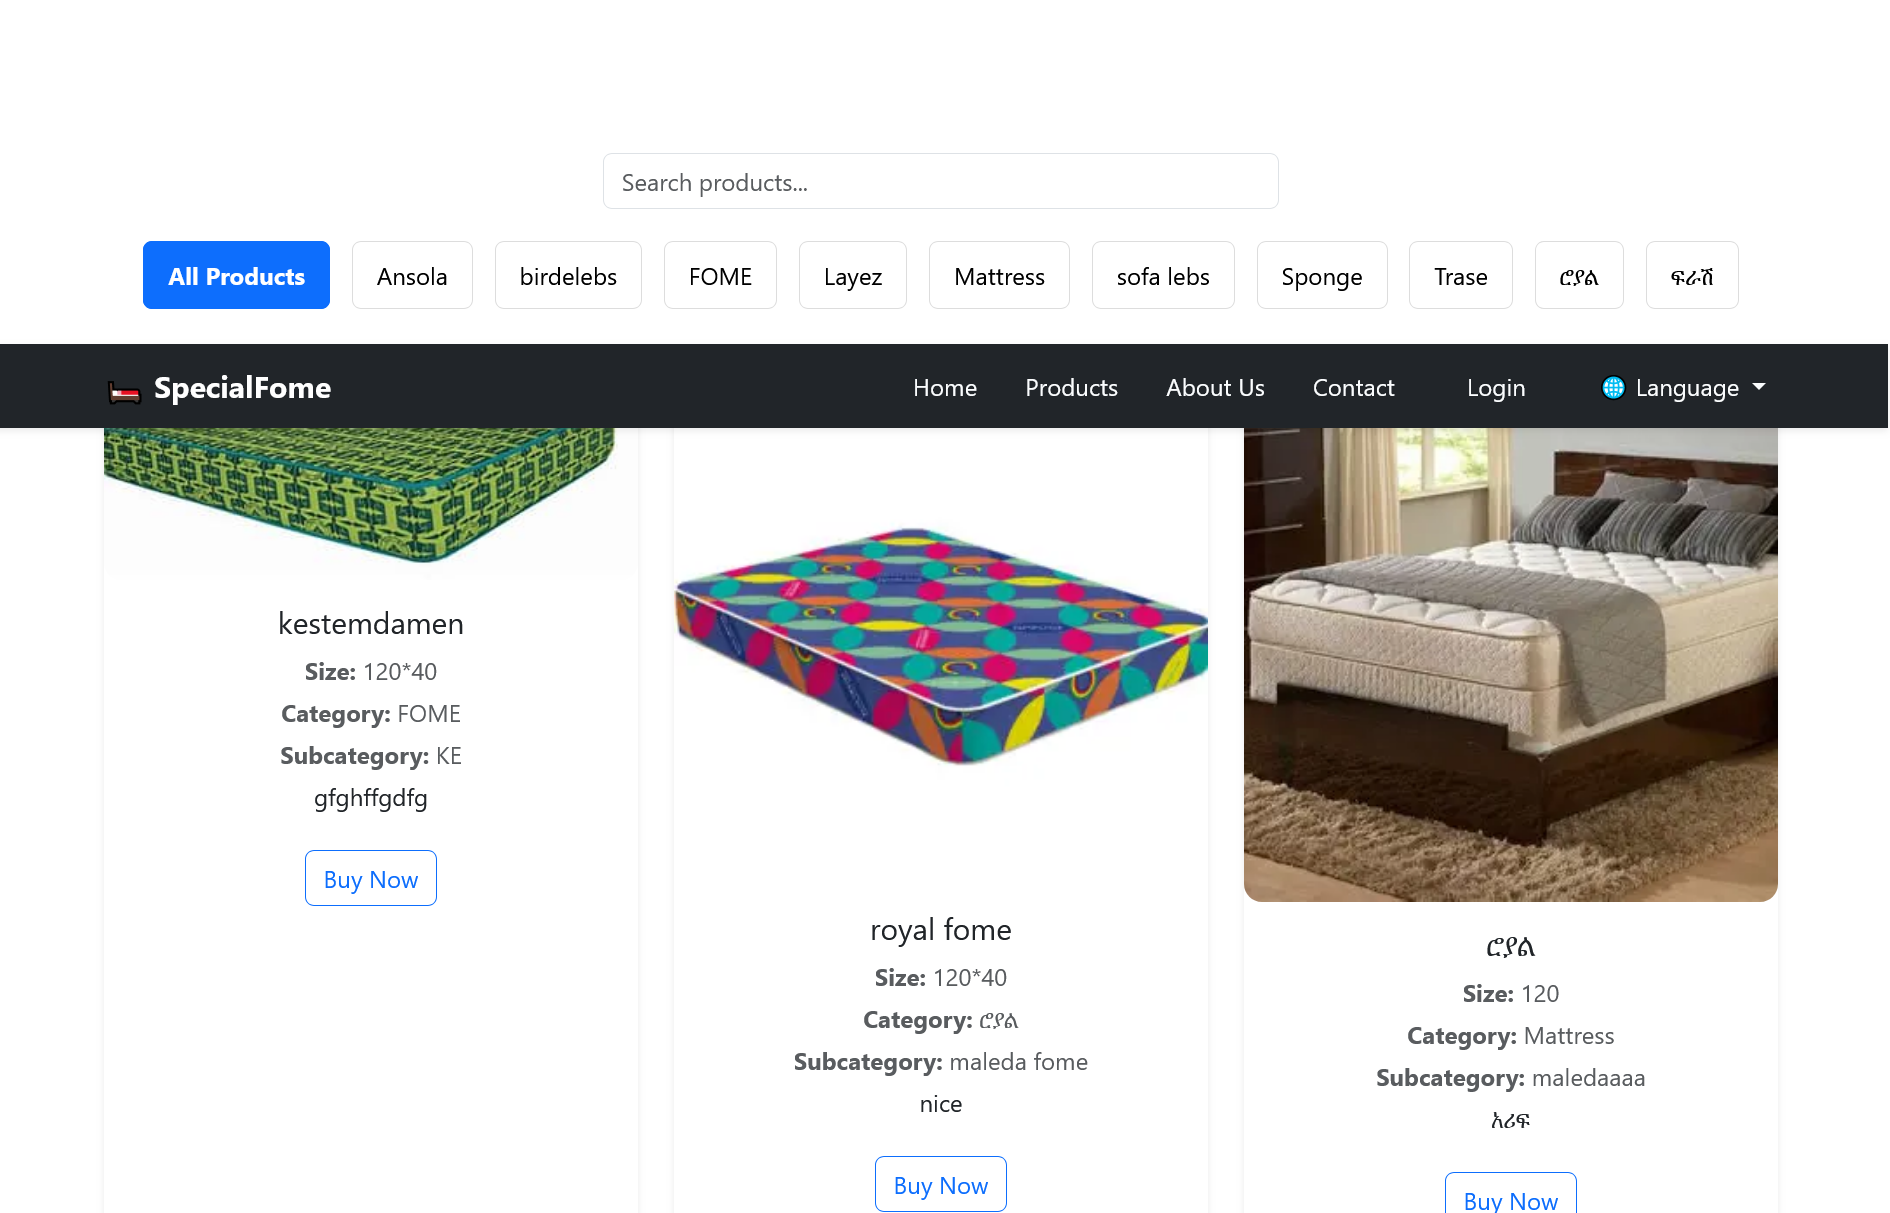 Search products...
All Products
Ansola
birdelebs
FOME
Layez
Mattress
sofa lebs
Sponge
Trase
ሮያል
ፍራሽ
SpecialFome
Home
Products
About Us
Contact
Login
Language
kestemdamen
Size: 120*40
Category: FOME
Subcategory: KE
gfghffgdfg
Buy Now
royal fome
Size: 120*40
Category: ሮያል
Subcategory: maleda fome
nice
Buy Now
ሮያል
Size: 120
Category: Mattress
Subcategory: maledaaaa
አሪፍ
Buy Now